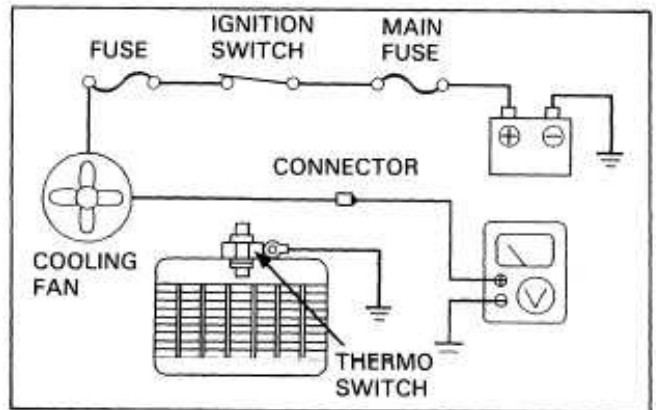 FUSE
IGNITION
SWITCH
MAIN
FUSE
+ −
CONNECTOR
COOLING
FAN
+
−
V
THERMO
SWITCH